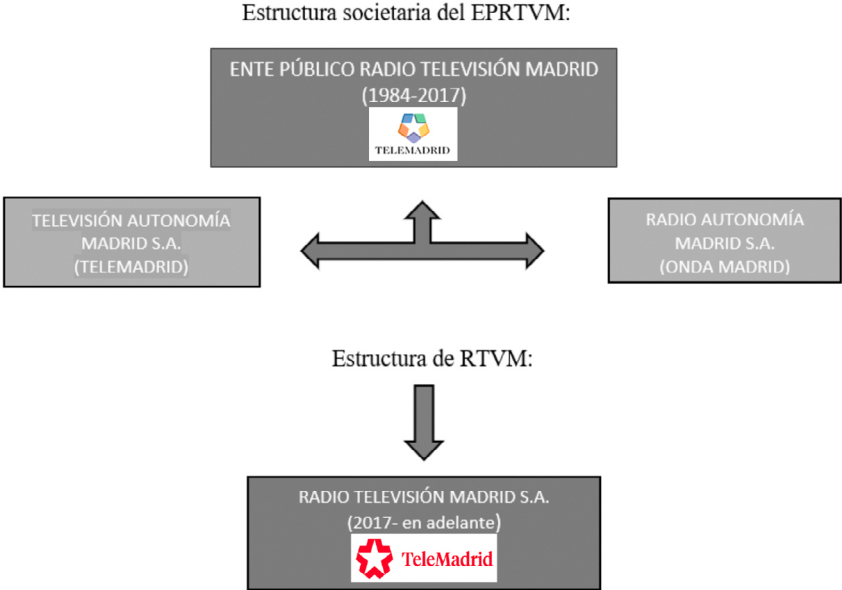 Estructura societaria del EPRTVM:
ENTE PÚBLICO RADIO TELEVISIÓN MADRID
(1984-2017)
TELEMADRID
TELEVISIÓN AUTONOMÍA
MADRID S.A.
(TELEMADRID)
RADIO AUTONOMÍA
MADRID S.A.
(ONDA MADRID)
Estructura de RTVM:
RADIO TELEVISIÓN MADRID S.A.
(2017- en adelante)
TeleMadrid